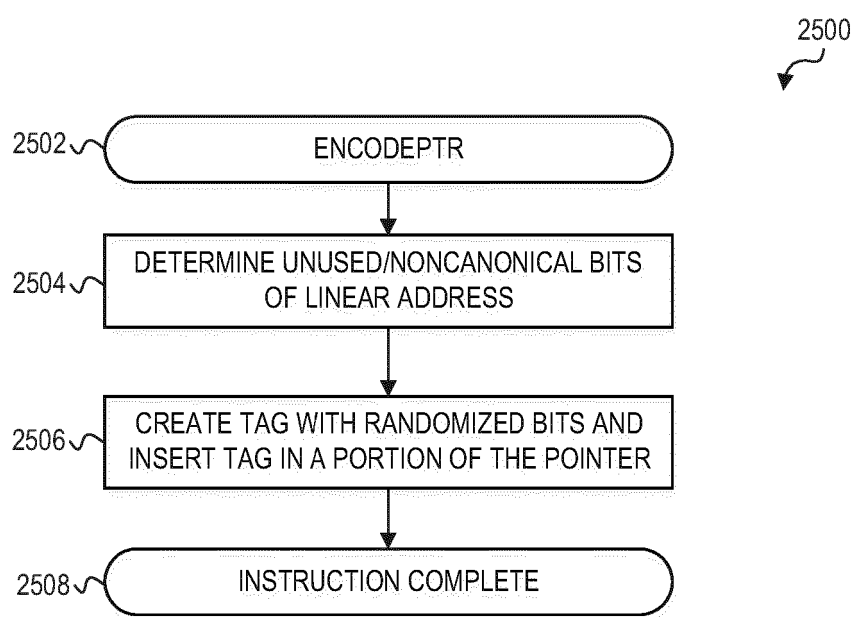 2500
2502
ENCODEPTR
2504
DETERMINE UNUSED/NONCANONICAL BITS
OF LINEAR ADDRESS
2506
CREATE TAG WITH RANDOMIZED BITS AND
INSERT TAG IN A PORTION OF THE POINTER
2508
INSTRUCTION COMPLETE